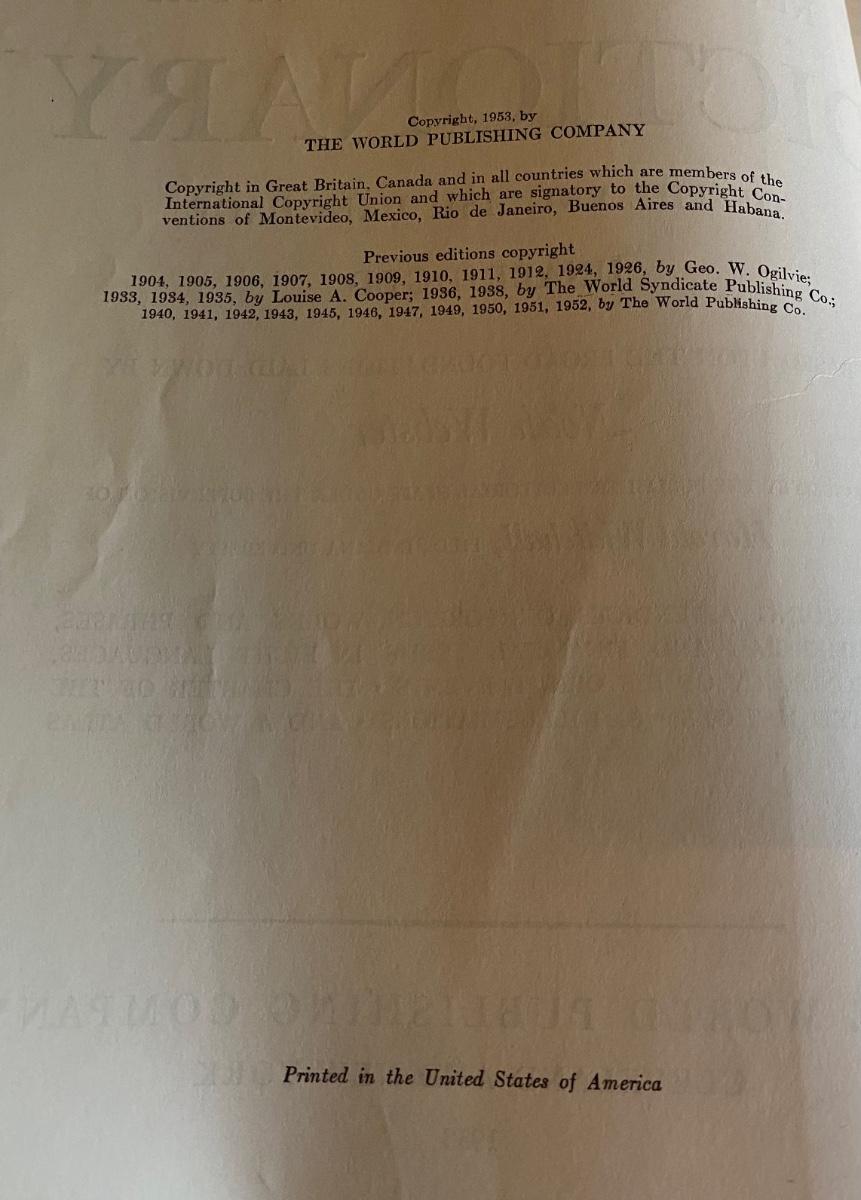 Copyright, 1953, by
THE WORLD PUBLISHING COMPANY
Copyright in Great Britain, Canada and in all countries which are members of the
International Copyright Union and which are signatory to the Copyright Con-
ventions of Montevideo, Mexico, Rio de Janeiro, Buenos Aires and Habana.
Previous editions copyright
1904, 1905, 1906, 1907, 1908, 1909, 1910, 1911, 1912, 1924, 1926, by Geo. W. Ogilvie;
1933, 1934, 1935, by Louise A. Cooper; 1936, 1938, by The World Syndicate Publishing Co.;
1940, 1941, 1942, 1943, 1945, 1946, 1947, 1949, 1950, 1951, 1952, by The World Publishing Co.
Printed in the United States of America